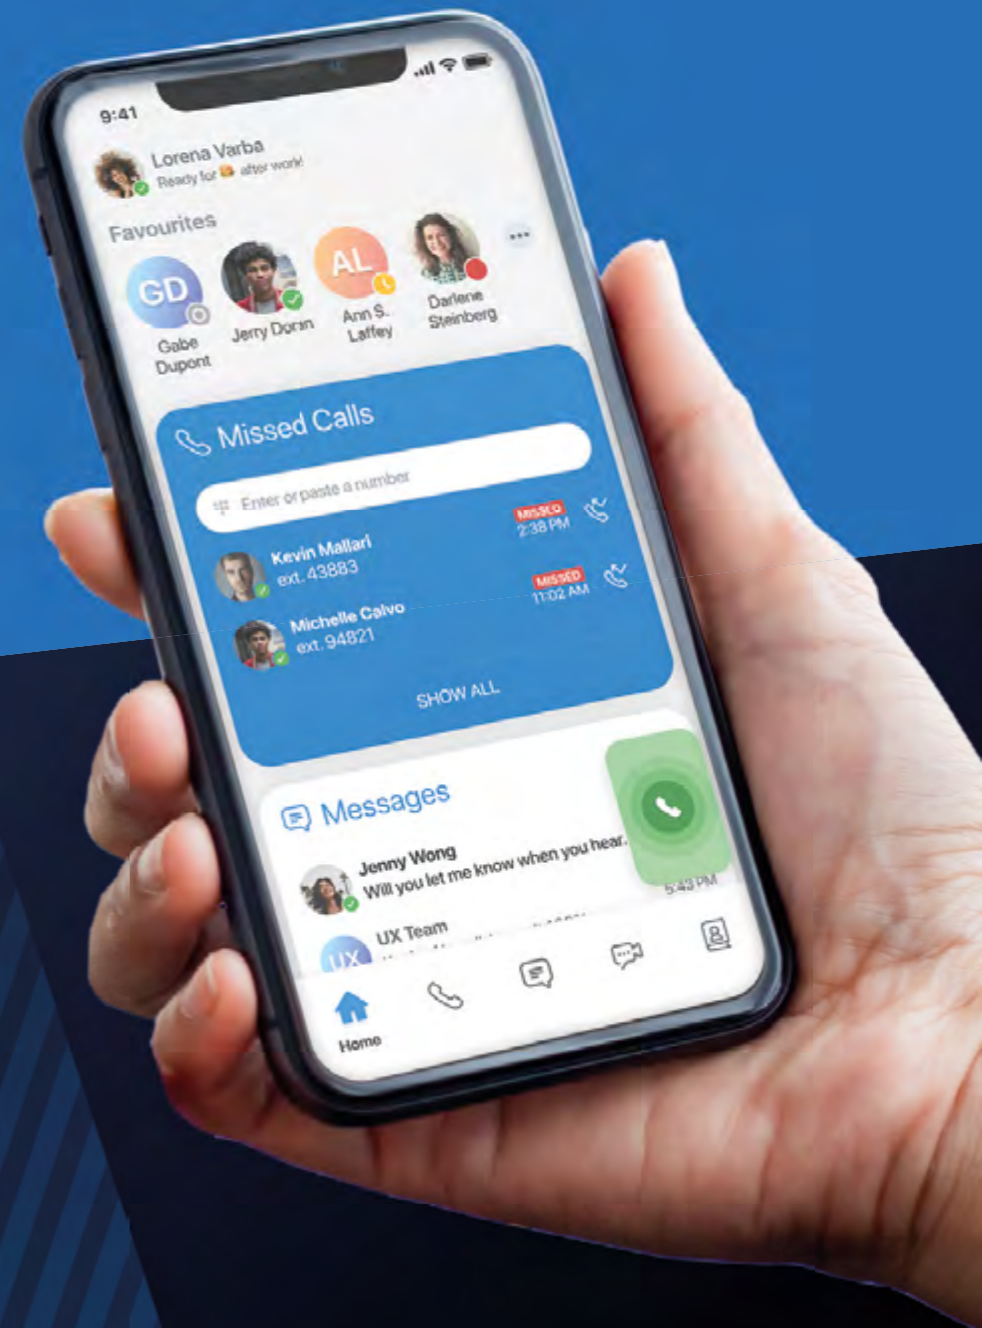 9:41
Lorena Varba
Ready for 🍔 after work!
Favourites
GD
AL
Gabe
Dupont
Jerry Dorin
Ann S.
Laffey
Darlene
Steinberg
Missed Calls
Enter or paste a number
Kevin Mallari
ext. 43883
MISSED
2:38 PM
Michelle Calvo
ext. 94821
MISSED
11:02 AM
SHOW ALL
Messages
Jenny Wong
Will you let me know when you hear.
5:43 PM
UX Team
UX
Home